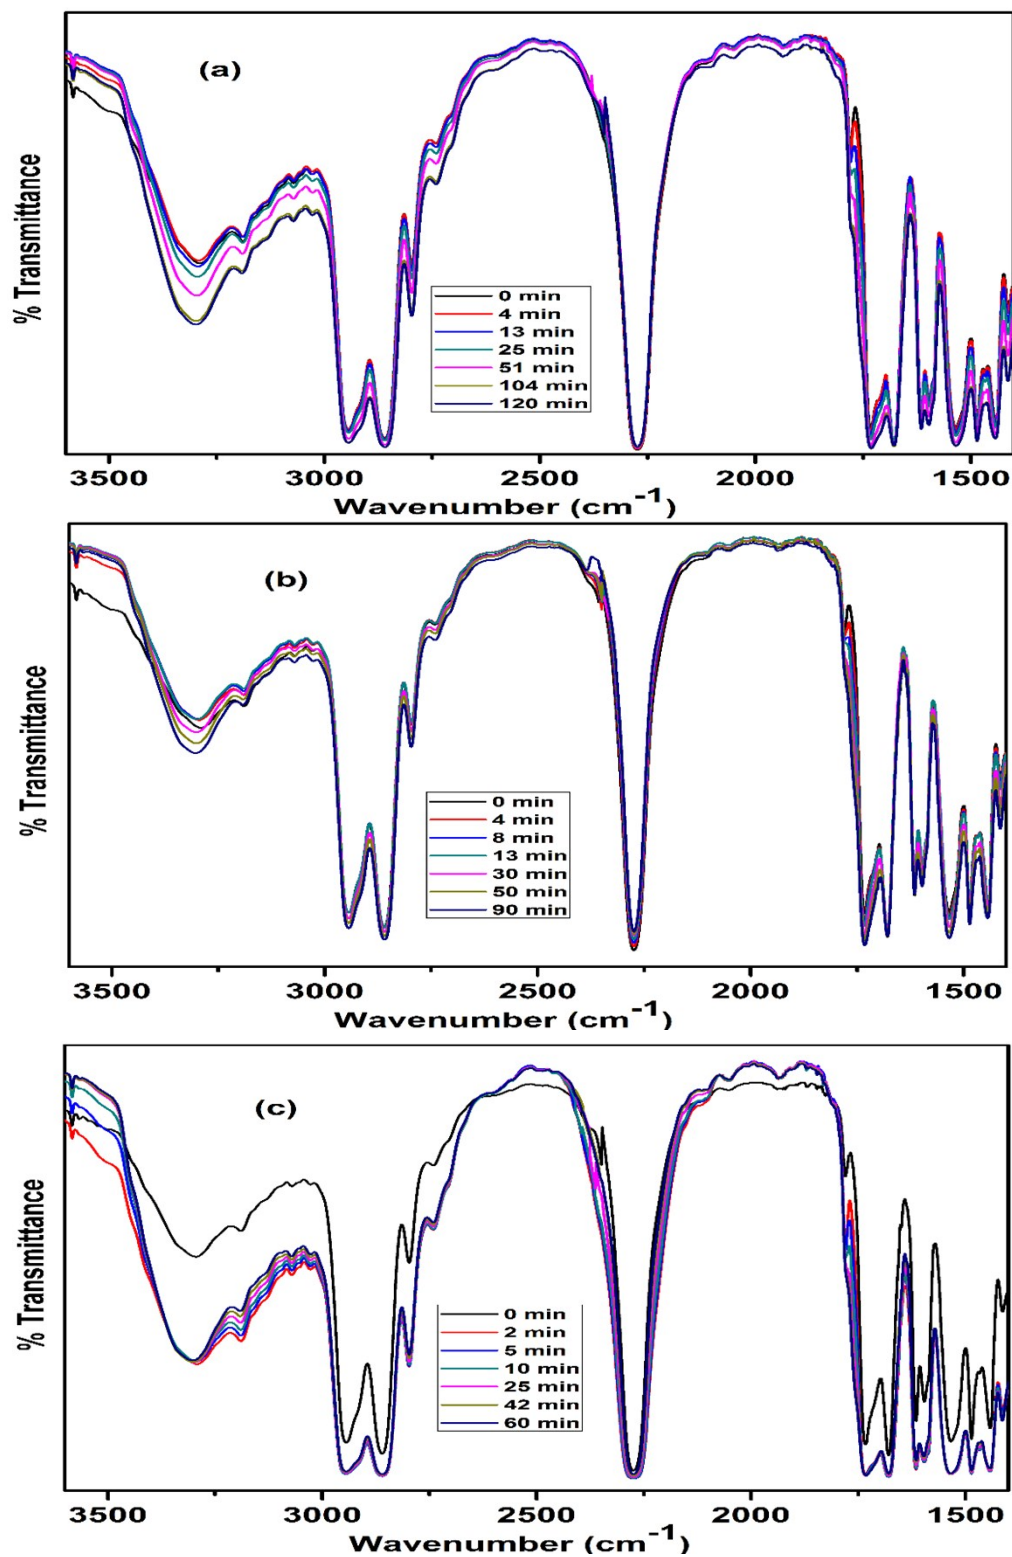 (a)
% Transmittance
0 min
4 min
13 min
25 min
51 min
104 min
120 min
3500 3000 2500 2000 1500
Wavenumber (cm-1)
(b)
% Transmittance
0 min
4 min
8 min
13 min
30 min
50 min
90 min
3500 3000 2500 2000 1500
Wavenumber (cm-1)
(c)
% Transmittance
0 min
2 min
5 min
10 min
25 min
42 min
60 min
3500 3000 2500 2000 1500
Wavenumber (cm-1)